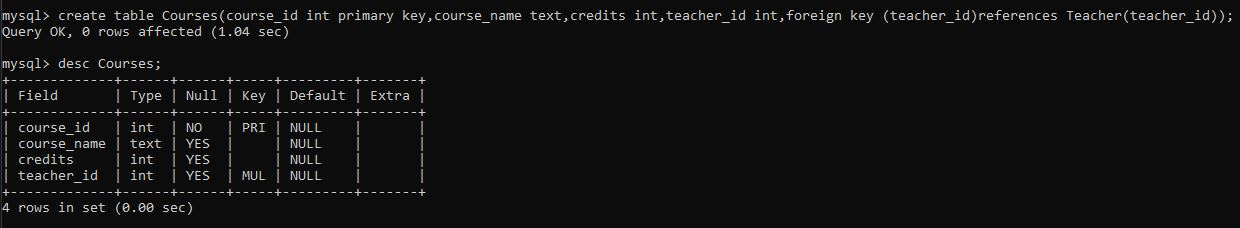 mysql> create table Courses(course_id int primary key,course_name text,credits int,teacher_id int,foreign key (teacher_id)references Teacher(teacher_id));
Query OK, 0 rows affected (1.04 sec)

mysql> desc Courses;
+-------------+------+------+-----+---------+-------+
| Field       | Type | Null | Key | Default | Extra |
+-------------+------+------+-----+---------+-------+
| course_id   | int  | NO   | PRI | NULL    |       |
| course_name | text | YES  |     | NULL    |       |
| credits     | int  | YES  |     | NULL    |       |
| teacher_id  | int  | YES  | MUL | NULL    |       |
+-------------+------+------+-----+---------+-------+
4 rows in set (0.00 sec)